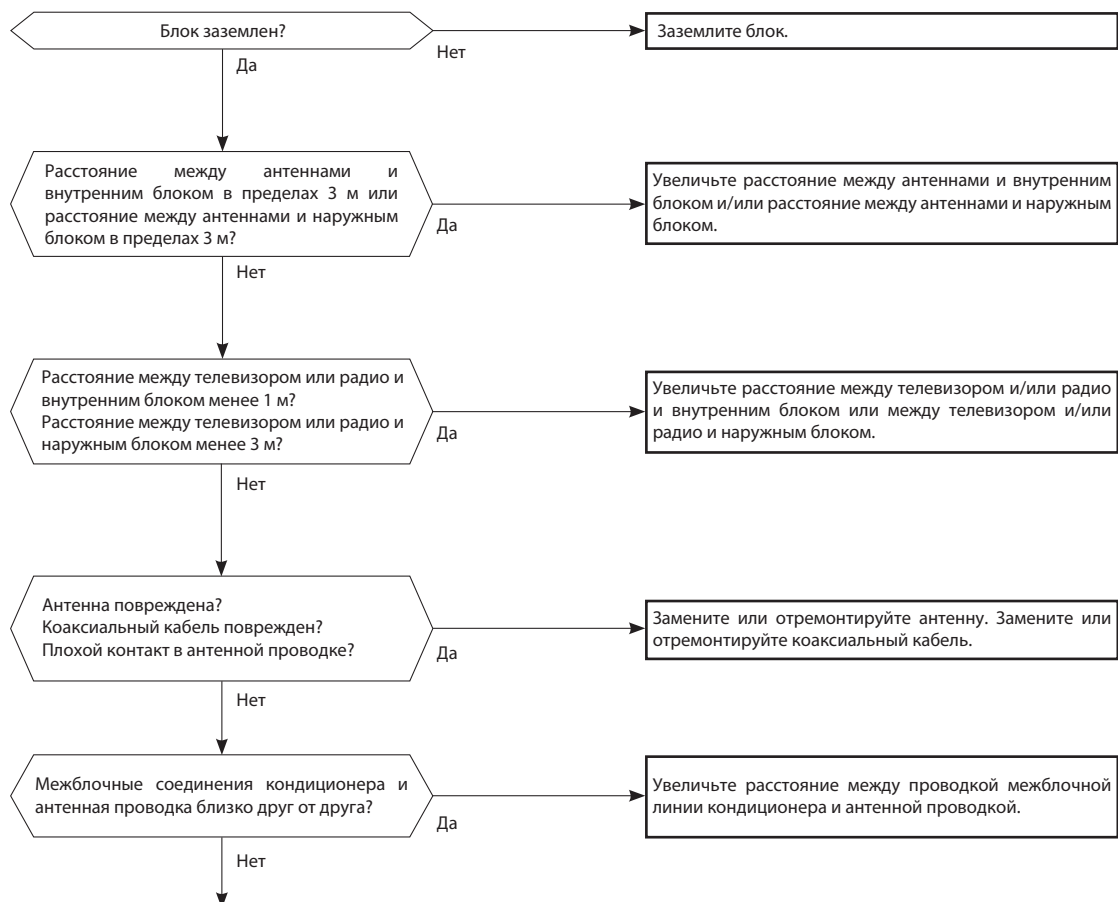 Блок заземлен?
Нет
Заземлите блок.
Да
Расстояние между антеннами и
внутренним блоком в пределах 3 м или
расстояние между антеннами и наружным
блоком в пределах 3 м?
Да
Увеличьте расстояние между антеннами и внутренним
блоком и/или расстояние между антеннами и наружным
блоком.
Нет
Расстояние между телевизором или радио и
внутренним блоком менее 1 м?
Расстояние между телевизором или радио и
наружным блоком менее 3 м?
Да
Увеличьте расстояние между телевизором и/или радио
и внутренним блоком или между телевизором и/или
радио и наружным блоком.
Нет
Антенна повреждена?
Коаксиальный кабель поврежден?
Плохой контакт в антенной проводке?
Да
Замените или отремонтируйте антенну. Замените или
отремонтируйте коаксиальный кабель.
Нет
Межблочные соединения кондиционера и
антенная проводка близко друг от друга?
Да
Увеличьте расстояние между проводкой межблочной
линии кондиционера и антенной проводкой.
Нет